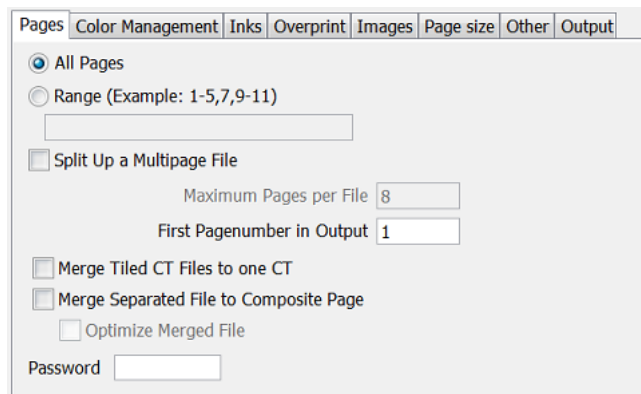 Pages Color Management Inks Overprint Images Page size Other Output
All Pages
Range (Example: 1-5,7,9-11)
Split Up a Multipage File
Maximum Pages per File 8
First Pagenumber in Output 1
Merge Tiled CT Files to one CT
Merge Separated File to Composite Page
Optimize Merged File
Password